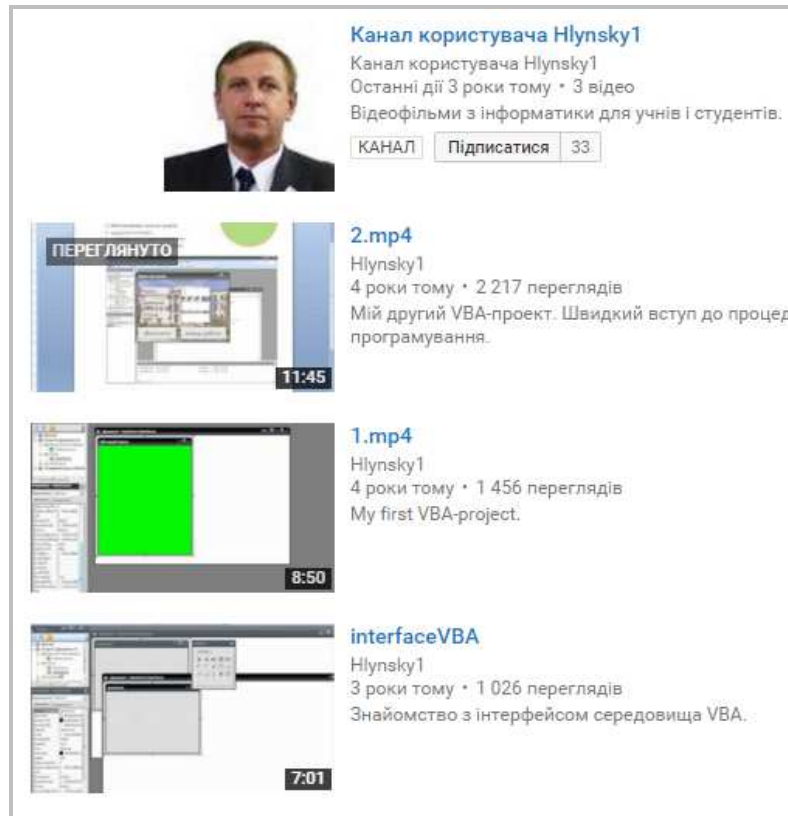 Канал користувача Hlynsky1
Канал користувача Hlynsky1
Останні дії 3 роки тому • 3 відео
Відеофільми з інформатики для учнів і студентів.
КАНАЛ Підписатися 33
ПЕРЕГЛЯНУТО
11:45
2.mp4
Hlynsky1
4 роки тому • 2 217 переглядів
Мій другий VBA-проект. Швидкий вступ до процед
програмування.
8:50
1.mp4
Hlynsky1
4 роки тому • 1 456 переглядів
My first VBA-project.
7:01
interfaceVBA
Hlynsky1
3 роки тому • 1 026 переглядів
Знайомство з інтерфейсом середовища VBA.